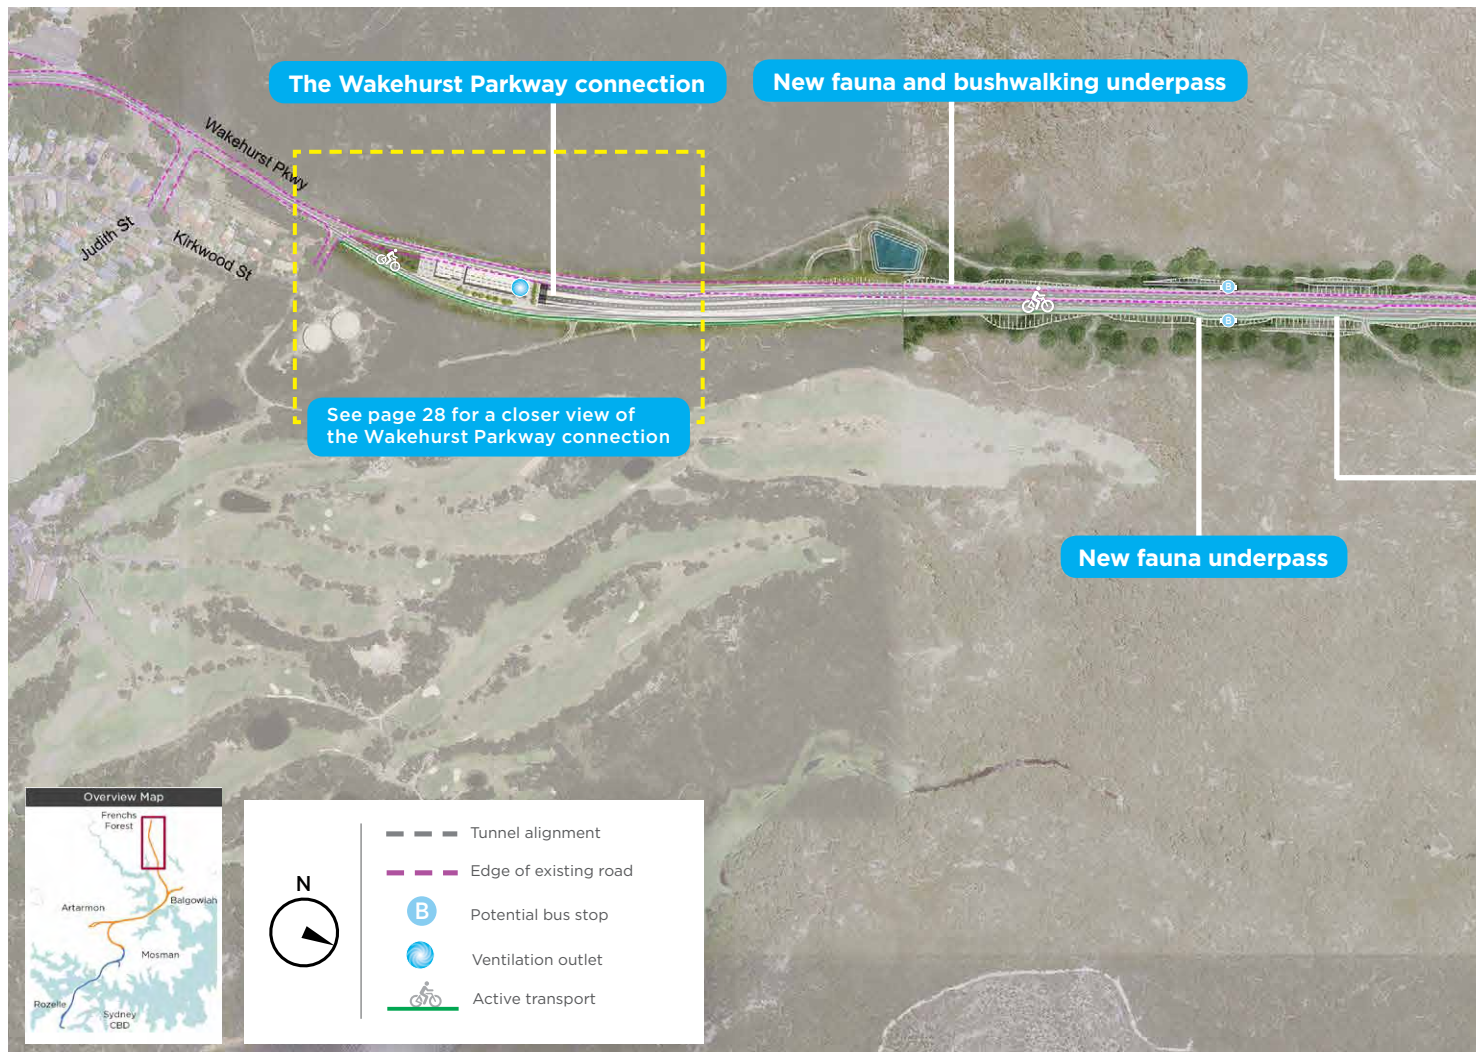 The Wakehurst Parkway connection
New fauna and bushwalking underpass
Wakehurst Pkwy
Judith St
Kirkwood St
B
B
See page 28 for a closer view of
the Wakehurst Parkway connection
New fauna underpass
Overview Map
Frenchs
Forest
Artarmon
Balgowlah
Mosman
Rozelle
Sydney
CBD
N
Tunnel alignment
Edge of existing road
B
Potential bus stop
Ventilation outlet
Active transport